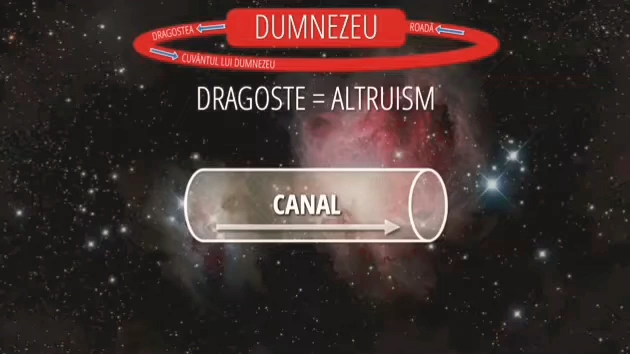 DUMNEZEU
DRAGOSTEA
ROADĂ
CUVÂNTUL LUI DUMNEZEU
DRAGOSTE = ALTRUISM
CANAL